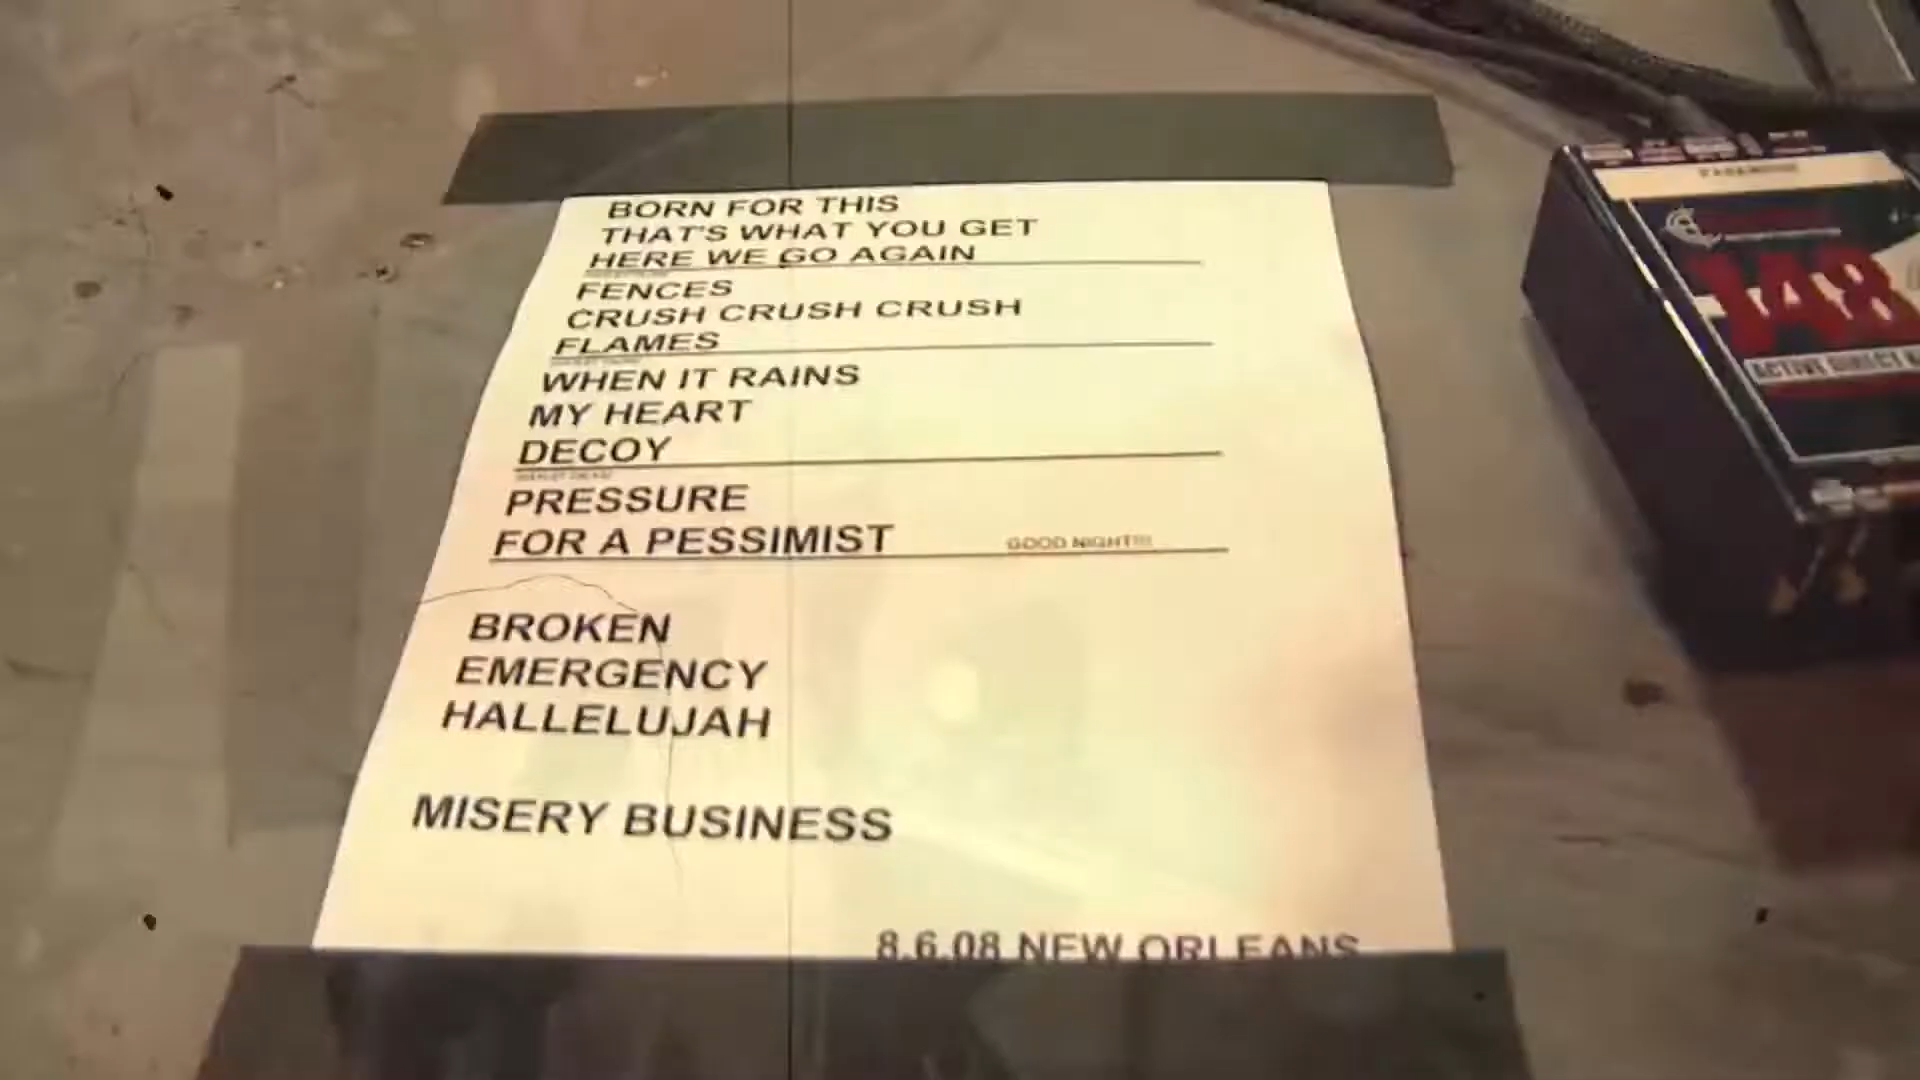 BORN FOR THIS
THAT'S WHAT YOU GET
HERE WE GO AGAIN
FENCES
CRUSH CRUSH CRUSH
FLAMES
WHEN IT RAINS
MY HEART
DECOY
PRESSURE
FOR A PESSIMIST GOOD NIGHT!!!
BROKEN
EMERGENCY
HALLELUJAH
MISERY BUSINESS
8.6.08 NEW ORLEANS
PARAMORE
J48
ACTIVE DIRECT